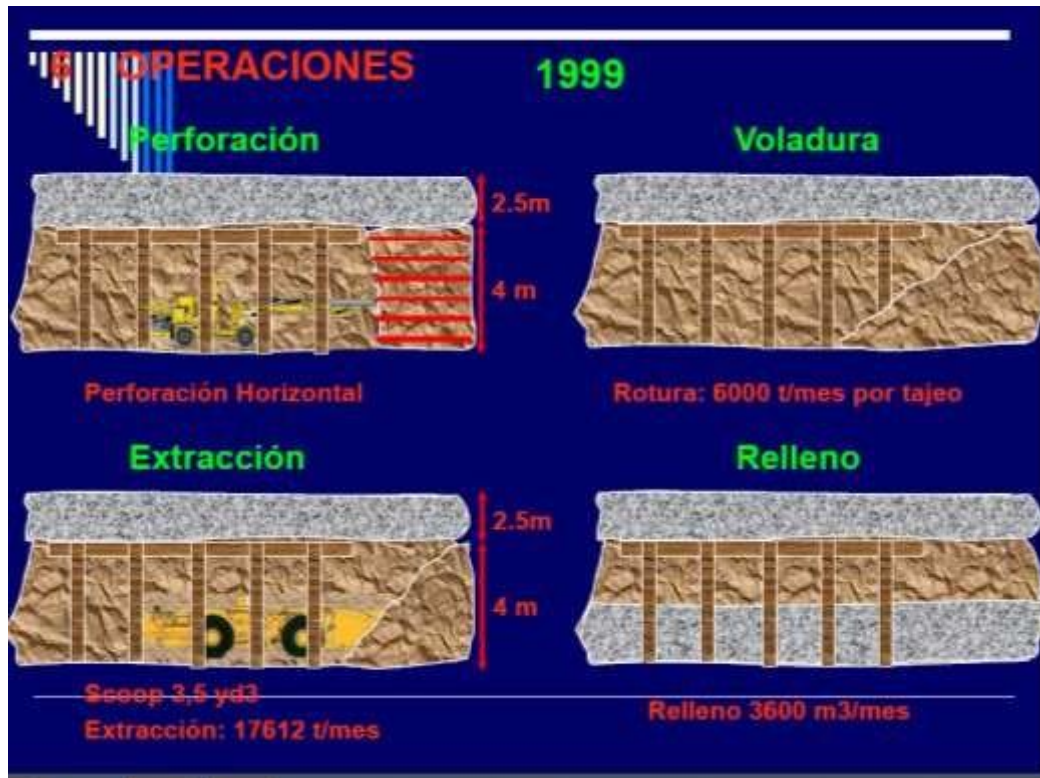 6 OPERACIONES
1999
Perforación
Voladura
2.5m
4 m
Perforación Horizontal
Rotura: 6000 t/mes por tajeo
Extracción
Relleno
2.5m
4 m
Scoop 3,5 yd3
Extracción: 17612 t/mes
Relleno 3600 m3/mes